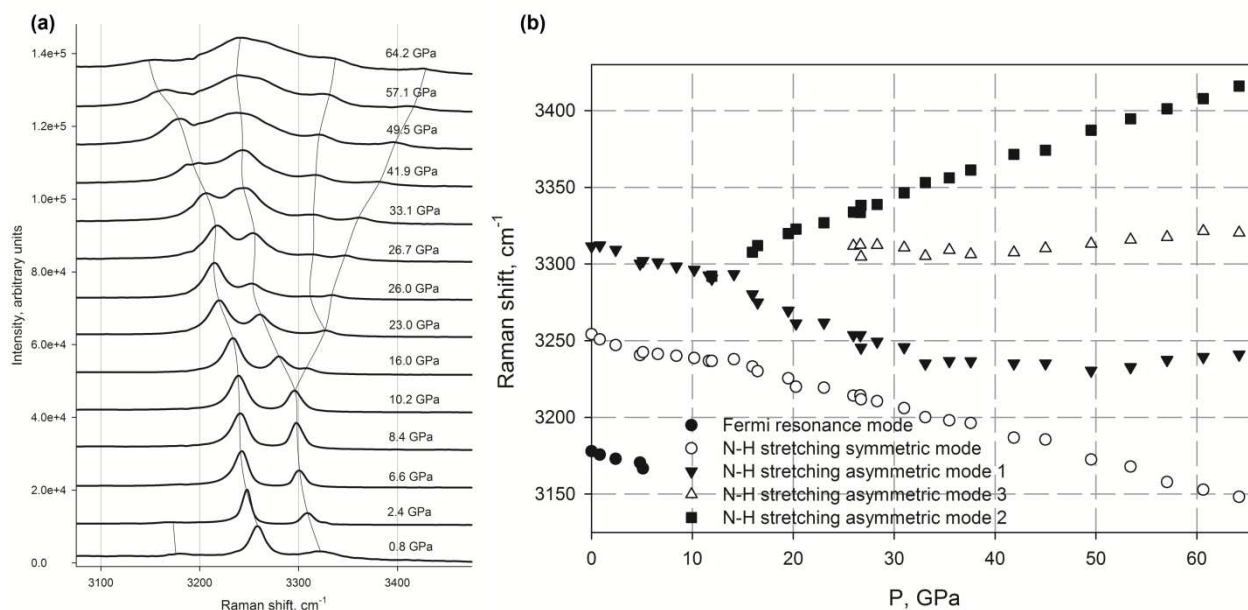 (a)
Intensity, arbitrary units
1.4e+5
1.2e+5
1.0e+5
8.0e+4
6.0e+4
4.0e+4
2.0e+4
0.0
64.2 GPa
57.1 GPa
49.5 GPa
41.9 GPa
33.1 GPa
26.7 GPa
26.0 GPa
23.0 GPa
16.0 GPa
10.2 GPa
8.4 GPa
6.6 GPa
2.4 GPa
0.8 GPa
3100 3200 3300 3400
Raman shift, cm⁻¹
(b)
Raman shift, cm⁻¹
3400
3350
3300
3250
3200
3150
Fermi resonance mode
N-H stretching symmetric mode
N-H stretching asymmetric mode 1
N-H stretching asymmetric mode 3
N-H stretching asymmetric mode 2
0 10 20 30 40 50 60
P, GPa